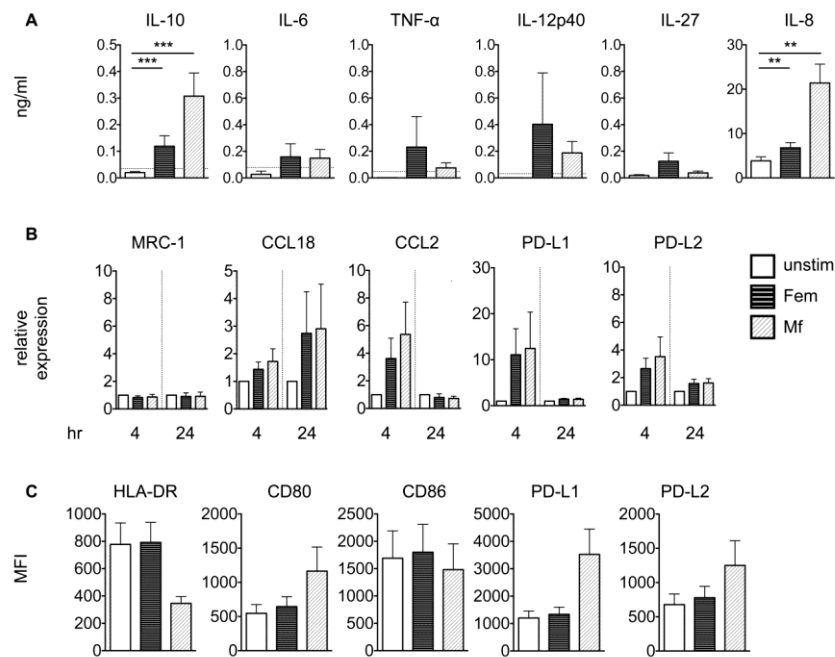 A
IL-10 IL-6 TNF-α IL-12p40 IL-27 IL-8
ng/ml
0.5 1.0 1.0 1.0 1.0 30
0.4 0.8 0.8 0.8 0.8
0.3 0.6 0.6 0.6 0.6 20
0.2 0.4 0.4 0.4 0.4 10
0.1 0.2 0.2 0.2 0.2
0.0 0.0 0.0 0.0 0.0 0
*** ***
** **
B
MRC-1 CCL18 CCL2 PD-L1 PD-L2
relative
expression
10 5 10 30 10
8 4 8 8
6 3 6 20 6
4 2 4 10 4
2 1 2 2
0 0 0 0 0
hr 4 24 4 24 4 24 4 24 4 24
unstim
Fem
Mf
C
HLA-DR CD80 CD86 PD-L1 PD-L2
MFI
1000 2000 2500 5000 2000
800 1500 2000 4000 1500
600 1500 3000
400 1000 1000 2000 1000
200 500 500 1000 500
0 0 0 0 0